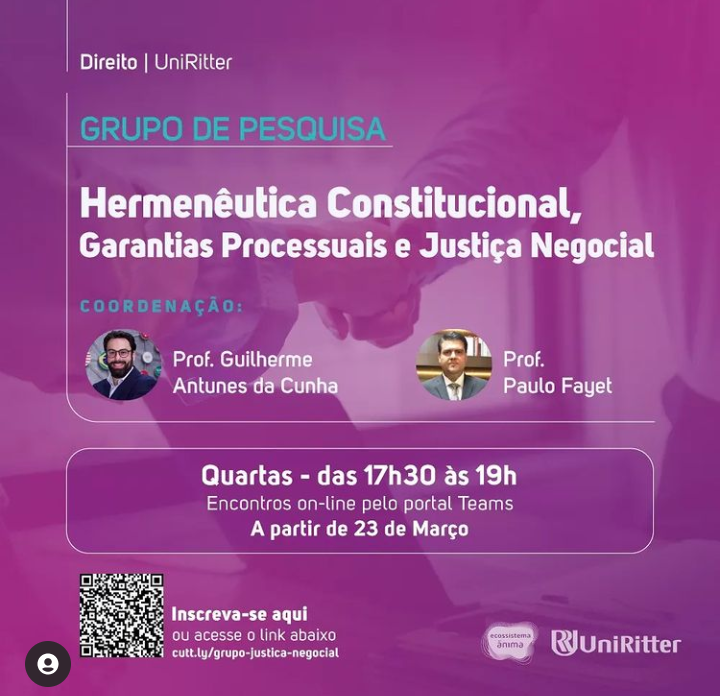 Direito | UniRitter
GRUPO DE PESQUISA
Hermenêutica Constitucional,
Garantias Processuais e Justiça Negocial
COORDENAÇÃO:
Prof. Guilherme
Antunes da Cunha
Prof.
Paulo Fayet
Quartas - das 17h30 às 19h
Encontros on-line pelo portal Teams
A partir de 23 de Março
Inscreva-se aqui
ou acesse o link abaixo
cutt.ly/grupo-justica-negocial
ecossistema
ânima
UniRitter